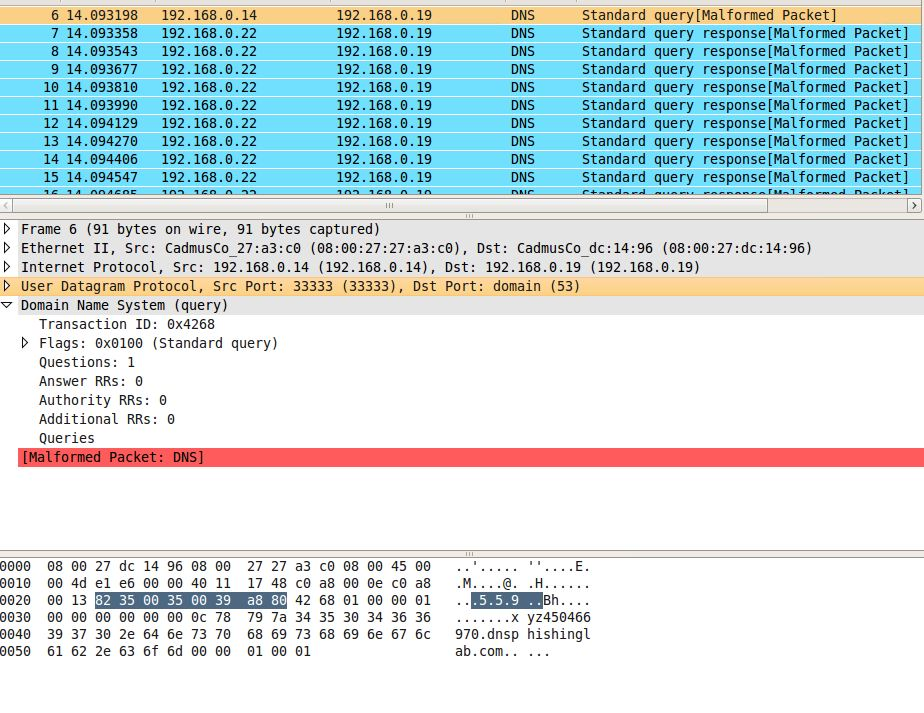 6 14.093198 192.168.0.14 192.168.0.19 DNS Standard query[Malformed Packet]
7 14.093358 192.168.0.22 192.168.0.19 DNS Standard query response[Malformed Packet]
8 14.093543 192.168.0.22 192.168.0.19 DNS Standard query response[Malformed Packet]
9 14.093677 192.168.0.22 192.168.0.19 DNS Standard query response[Malformed Packet]
10 14.093810 192.168.0.22 192.168.0.19 DNS Standard query response[Malformed Packet]
11 14.093990 192.168.0.22 192.168.0.19 DNS Standard query response[Malformed Packet]
12 14.094129 192.168.0.22 192.168.0.19 DNS Standard query response[Malformed Packet]
13 14.094270 192.168.0.22 192.168.0.19 DNS Standard query response[Malformed Packet]
14 14.094406 192.168.0.22 192.168.0.19 DNS Standard query response[Malformed Packet]
15 14.094547 192.168.0.22 192.168.0.19 DNS Standard query response[Malformed Packet]
16 14.094685 192.168.0.22 192.168.0.19 DNS Standard query response[Malformed Packet]
Frame 6 (91 bytes on wire, 91 bytes captured)
Ethernet II, Src: CadmusCo_27:a3:c0 (08:00:27:27:a3:c0), Dst: CadmusCo_dc:14:96 (08:00:27:dc:14:96)
Internet Protocol, Src: 192.168.0.14 (192.168.0.14), Dst: 192.168.0.19 (192.168.0.19)
User Datagram Protocol, Src Port: 33333 (33333), Dst Port: domain (53)
Domain Name System (query)
Transaction ID: 0x4268
Flags: 0x0100 (Standard query)
Questions: 1
Answer RRs: 0
Authority RRs: 0
Additional RRs: 0
Queries
[Malformed Packet: DNS]
0000 08 00 27 dc 14 96 08 00 27 27 a3 c0 08 00 45 00 ..'..... ''....E.
0010 00 4d e1 e6 00 00 40 11 17 48 c0 a8 00 0e c0 a8 .M....@. .H......
0020 00 13 82 35 00 35 00 39 a8 80 42 68 01 00 00 01 ...5.5.9 ..Bh....
0030 00 00 00 00 00 00 0c 78 79 7a 34 35 30 34 36 36 .......x yz450466
0040 39 37 30 2e 64 6e 73 70 68 69 73 68 69 6e 67 6c 970.dnsp hishingl
0050 61 62 2e 63 6f 6d 00 00 01 00 01 ab.com.. ...